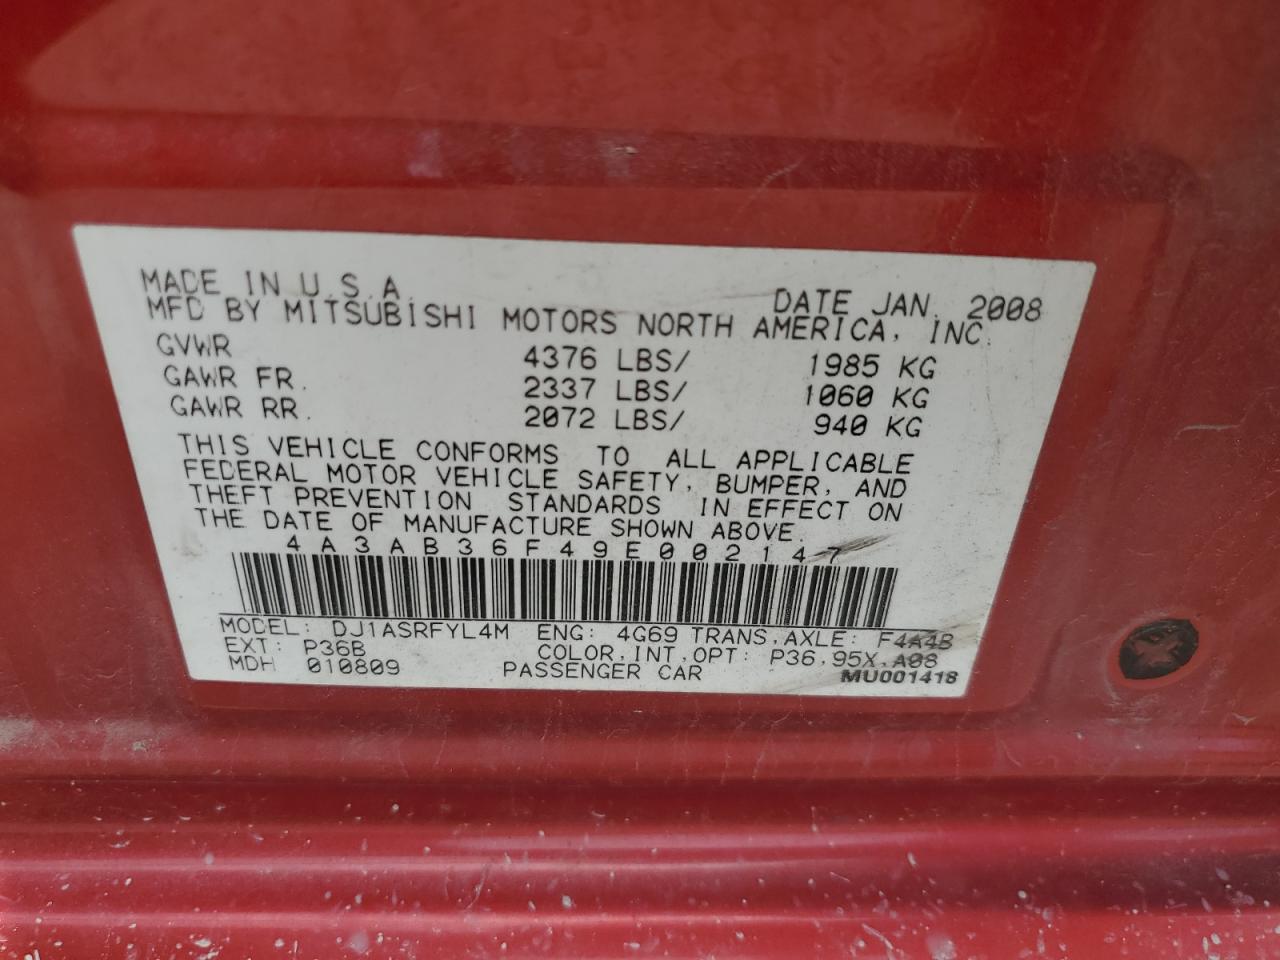 MADE IN U.S.A. DATE JAN. 2008
MFD BY MITSUBISHI MOTORS NORTH AMERICA, INC.
GVWR 4376 LBS/ 1985 KG
GAWR FR. 2337 LBS/ 1060 KG
GAWR RR. 2072 LBS/ 940 KG
THIS VEHICLE CONFORMS TO ALL APPLICABLE
FEDERAL MOTOR VEHICLE SAFETY, BUMPER, AND
THEFT PREVENTION STANDARDS IN EFFECT ON
THE DATE OF MANUFACTURE SHOWN ABOVE.
4A3AB36F49E002147
MODEL: DJ1ASRFYL4M ENG: 4G69 TRANS,AXLE: F4A4B
EXT: P36B COLOR,INT,OPT: P36,95X,A08
MDH 010809 PASSENGER CAR MU001418